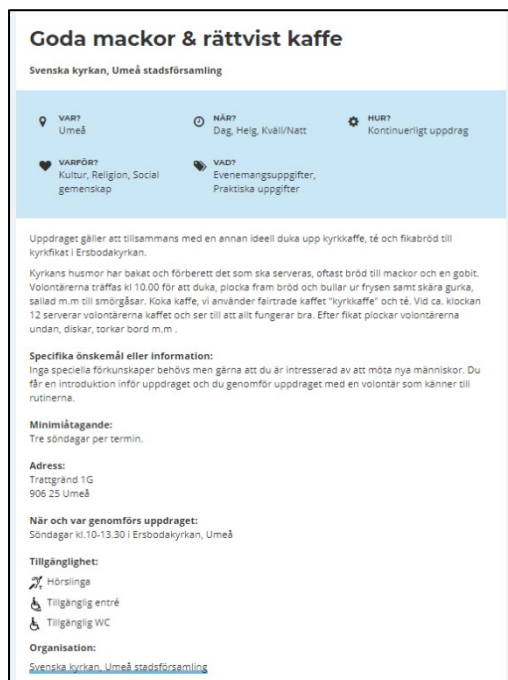 Goda mackor & rättvist kaffe
Svenska kyrkan, Umeå stadsförsamling
VAR?
Umeå
NÄR?
Dag, Helg, Kväll/Natt
HUR?
Kontinuerligt uppdrag
VARFÖR?
Kultur, Religion, Social
gemenskap
VAD?
Evenemangsuppgifter,
Praktiska uppgifter
Uppdraget gäller att tillsammans med en annan ideell duka upp kyrkkaffe, té och fikabröd till
kyrkfikat i Ersbodakyrkan.
Kyrkans husmor har bakat och förberett det som ska serveras, oftast bröd till mackor och en gobit.
Volontärerna träffas kl 10.00 för att duka, plocka fram bröd och bullar ur frysen samt skära gurka,
sallad m.m till smörgåsar. Koka kaffe, vi använder fairtrade kaffet "kyrkkaffe" och té. Vid ca. klockan
12 serverar volontärerna kaffet och ser till att allt fungerar bra. Efter fikat plockar volontärerna
undan, diskar, torkar bord m.m .
Specifika önskemål eller information:
Inga speciella förkunskaper behövs men gärna att du är intresserad av att möta nya människor. Du
får en introduktion inför uppdraget och du genomför uppdraget med en volontär som känner till
rutinerna.
Minimiåtagande:
Tre söndagar per termin.
Adress:
Trattgränd 1G
906 25 Umeå
När och var genomförs uppdraget:
Söndagar kl.10-13.30 i Ersbodakyrkan, Umeå
Tillgänglighet:
Hörslinga
Tillgänglig entré
Tillgänglig WC
Organisation:
Svenska kyrkan, Umeå stadsförsamling